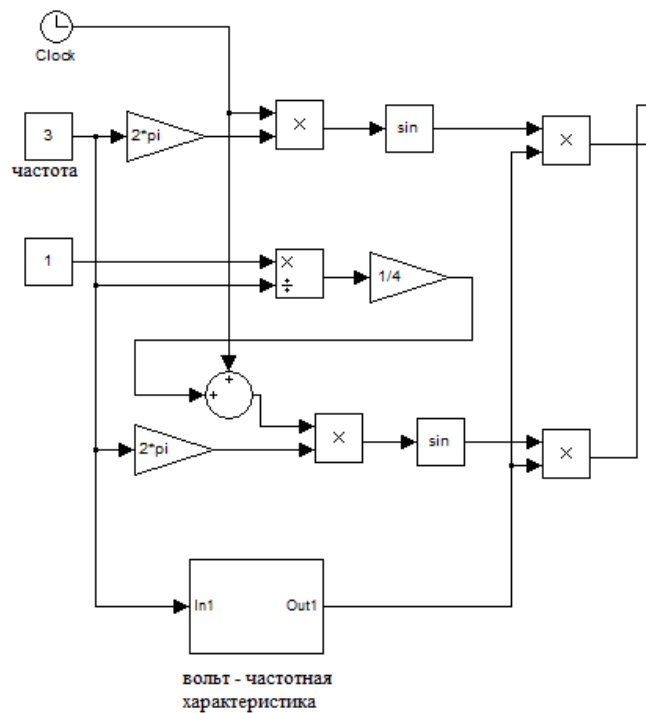 Clock
3
2*pi
×
sin
×
частота
1
×
÷
1/4
+
+
2*pi
×
sin
×
In1 Out1
вольт - частотная
характеристика